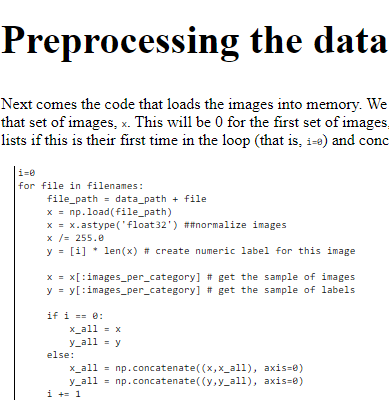 Preprocessing the data
Next comes the code that loads the images into memory. We
that set of images, x. This will be 0 for the first set of images,
lists if this is their first time in the loop (that is, i=0) and conc
i=0
for file in filenames:
    file_path = data_path + file
    x = np.load(file_path)
    x = x.astype('float32') ##normalize images
    x /= 255.0
    y = [i] * len(x) # create numeric label for this image
    x = x[:images_per_category] # get the sample of images
    y = y[:images_per_category] # get the sample of labels
    if i == 0:
        x_all = x
        y_all = y
    else:
        x_all = np.concatenate((x,x_all), axis=0)
        y_all = np.concatenate((y,y_all), axis=0)
    i += 1